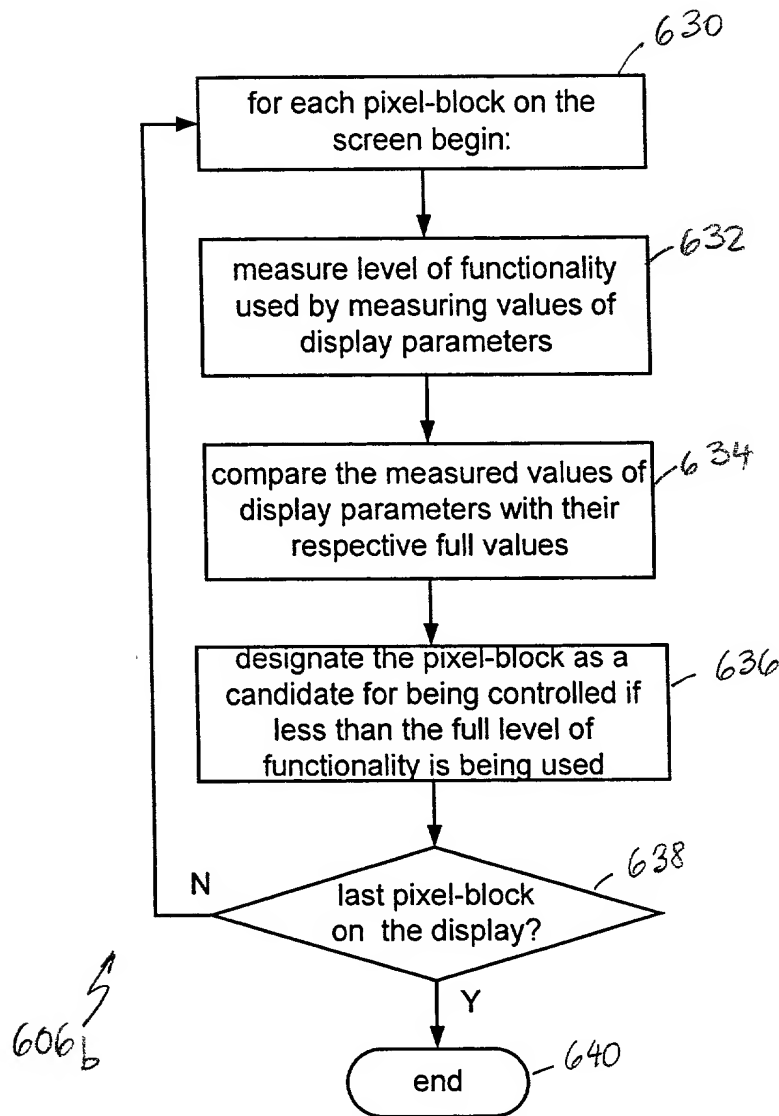 630
for each pixel-block on the
screen begin:
632
measure level of functionality
used by measuring values of
display parameters
634
compare the measured values of
display parameters with their
respective full values
636
designate the pixel-block as a
candidate for being controlled if
less than the full level of
functionality is being used
638
N
last pixel-block
on the display?
Y
606b
640
end